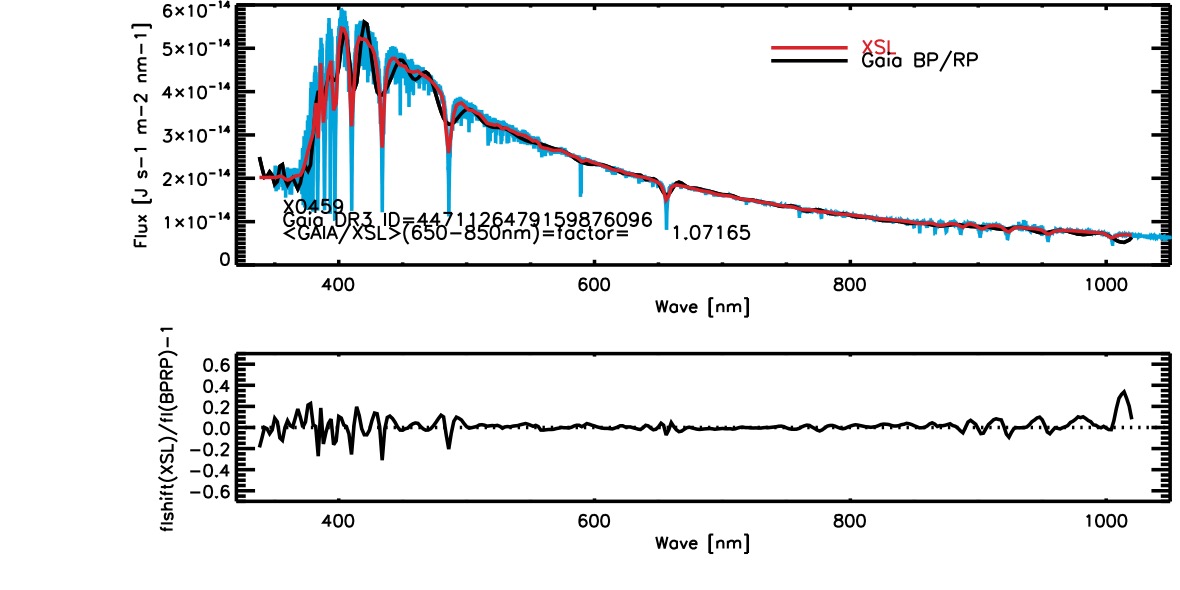 6×10−14
5×10−14
4×10−14
3×10−14
2×10−14
1×10−14
0
Flux [J s−1 m−2 nm−1]
XSL
Gaia BP/RP
X0459
Gaia DR3 ID=4471126479159876096
<GAIA/XSL>(650−850nm)=factor= 1.07165
400 600 800 1000
Wave [nm]
0.6
0.4
0.2
0.0
−0.2
−0.4
−0.6
flshift(XSL)/fl(BPRP)−1
400 600 800 1000
Wave [nm]